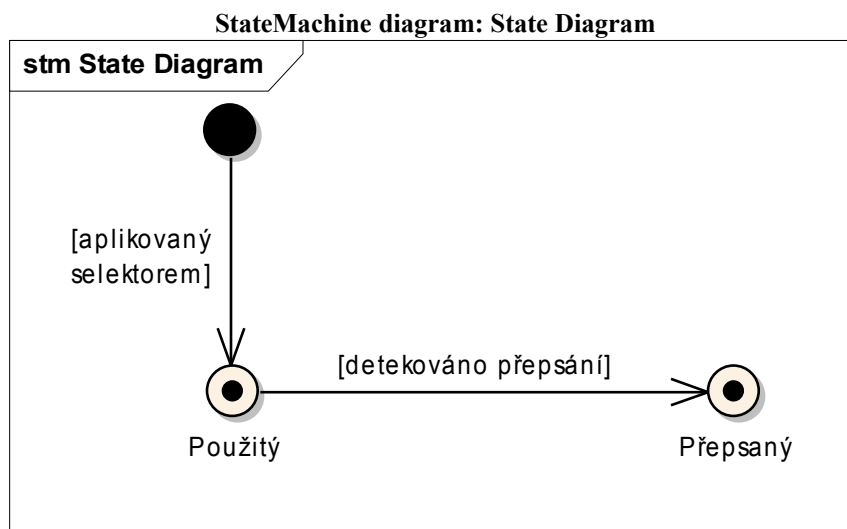 StateMachine diagram: State Diagram
stm State Diagram
[aplikovaný
selektorem]
[detekováno přepsání]
Použitý
Přepsaný